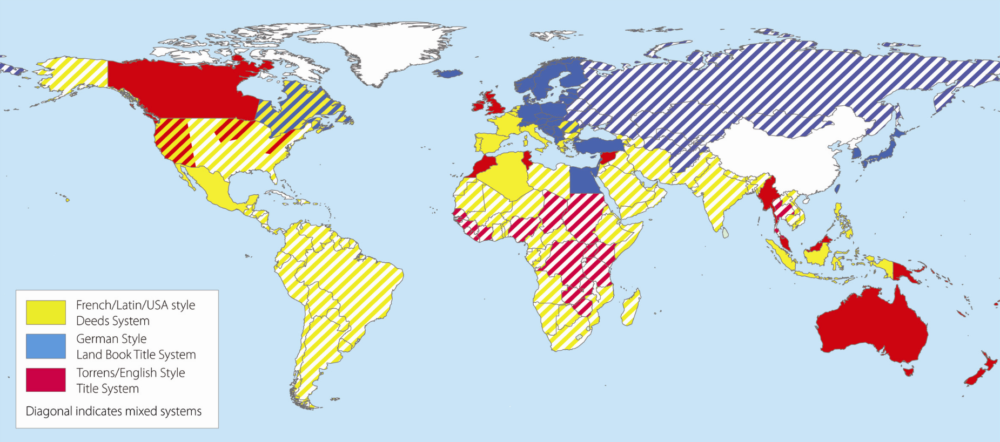 French/Latin/USA style
Deeds System
German Style
Land Book Title System
Torrens/English Style
Title System
Diagonal indicates mixed systems